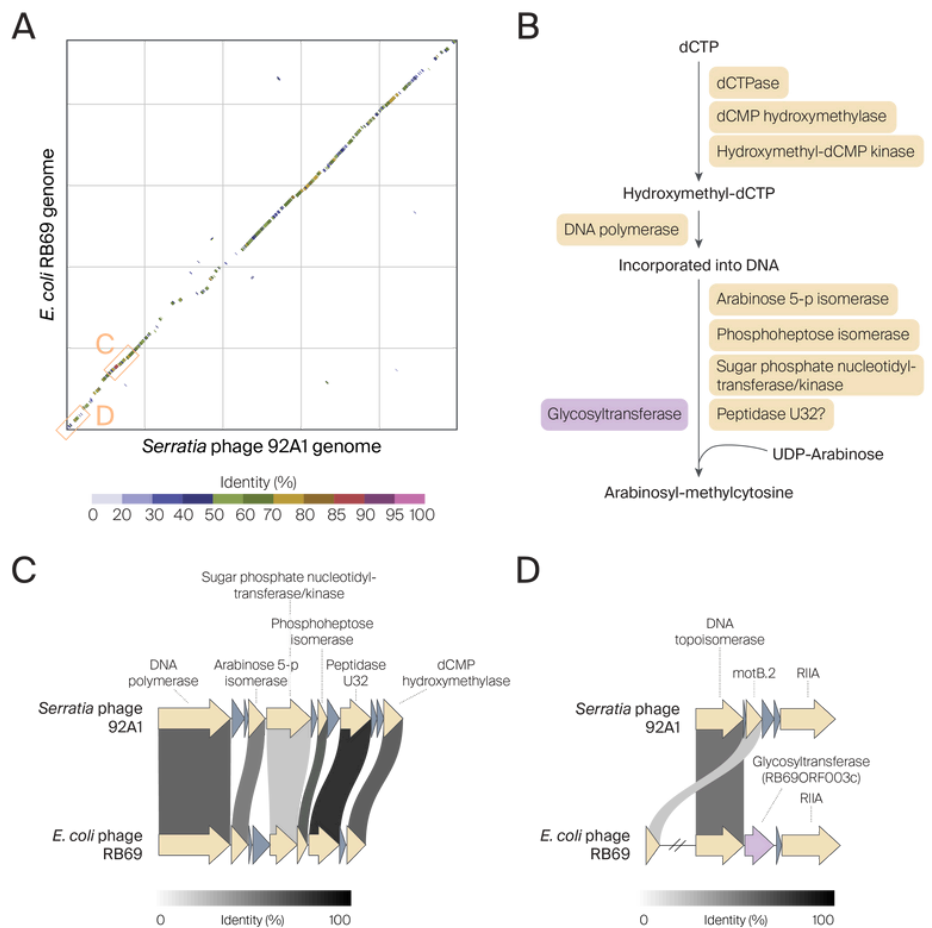 A
E. coli RB69 genome
C
D
Serratia phage 92A1 genome
Identity (%)
0 20 30 40 50 60 70 80 85 90 95 100
B
dCTP
dCTPase
dCMP hydroxymethylase
Hydroxymethyl-dCMP kinase
Hydroxymethyl-dCTP
DNA polymerase
Incorporated into DNA
Arabinose 5-p isomerase
Phosphoheptose isomerase
Sugar phosphate nucleotidyl-
transferase/kinase
Glycosyltransferase
Peptidase U32?
UDP-Arabinose
Arabinosyl-methylcytosine
C
Sugar phosphate nucleotidyl-
transferase/kinase
Phosphoheptose
isomerase
DNA
polymerase
Arabinose 5-p
isomerase
Peptidase
U32
dCMP
hydroxymethylase
Serratia phage
92A1
E. coli phage
RB69
0 Identity (%) 100
D
DNA
topoisomerase
motB.2
RIIA
Serratia phage
92A1
Glycosyltransferase
(RB69ORF003c)
RIIA
E. coli phage
RB69
0 Identity (%) 100